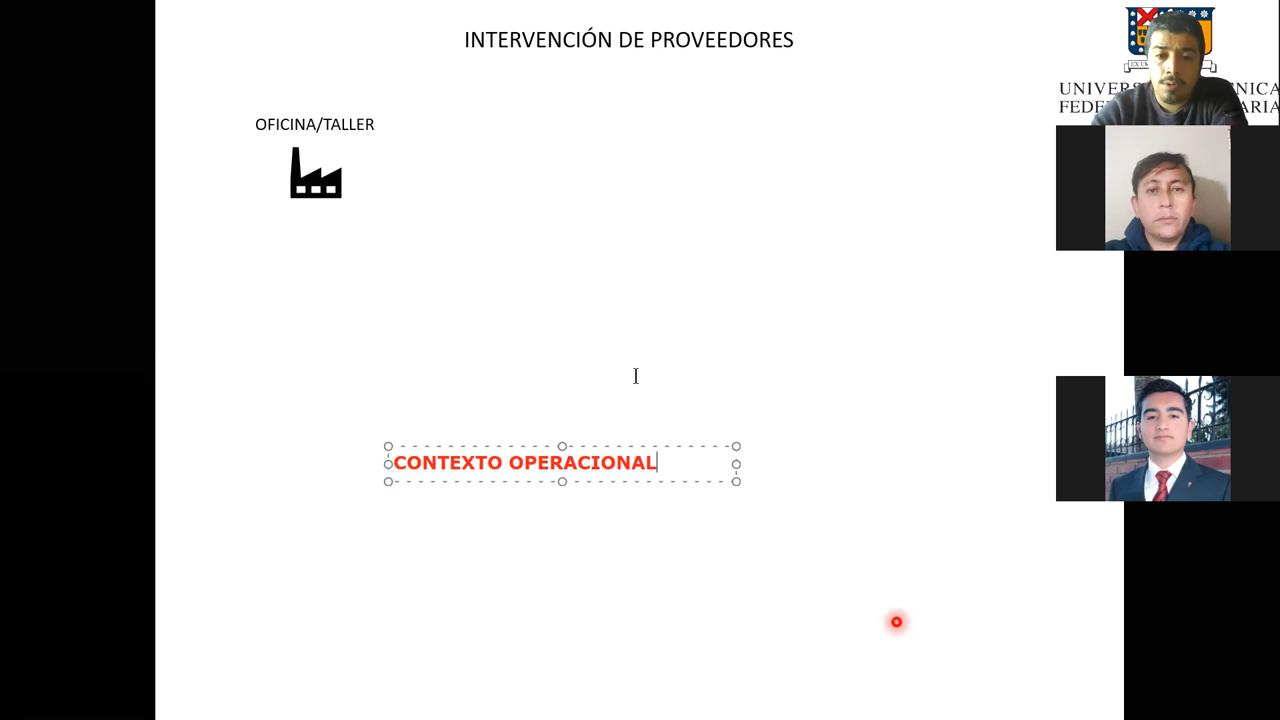 INTERVENCIÓN DE PROVEEDORES
OFICINA/TALLER
CONTEXTO OPERACIONAL